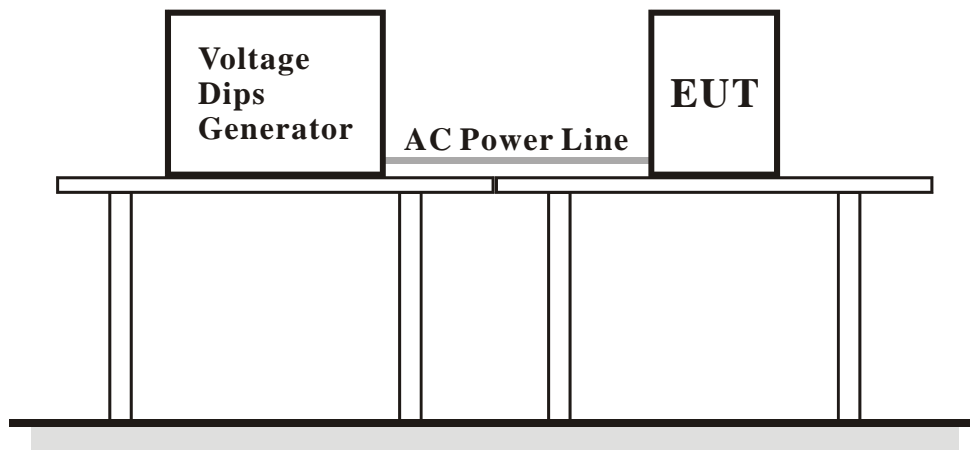 Voltage
Dips
Generator
AC Power Line
EUT